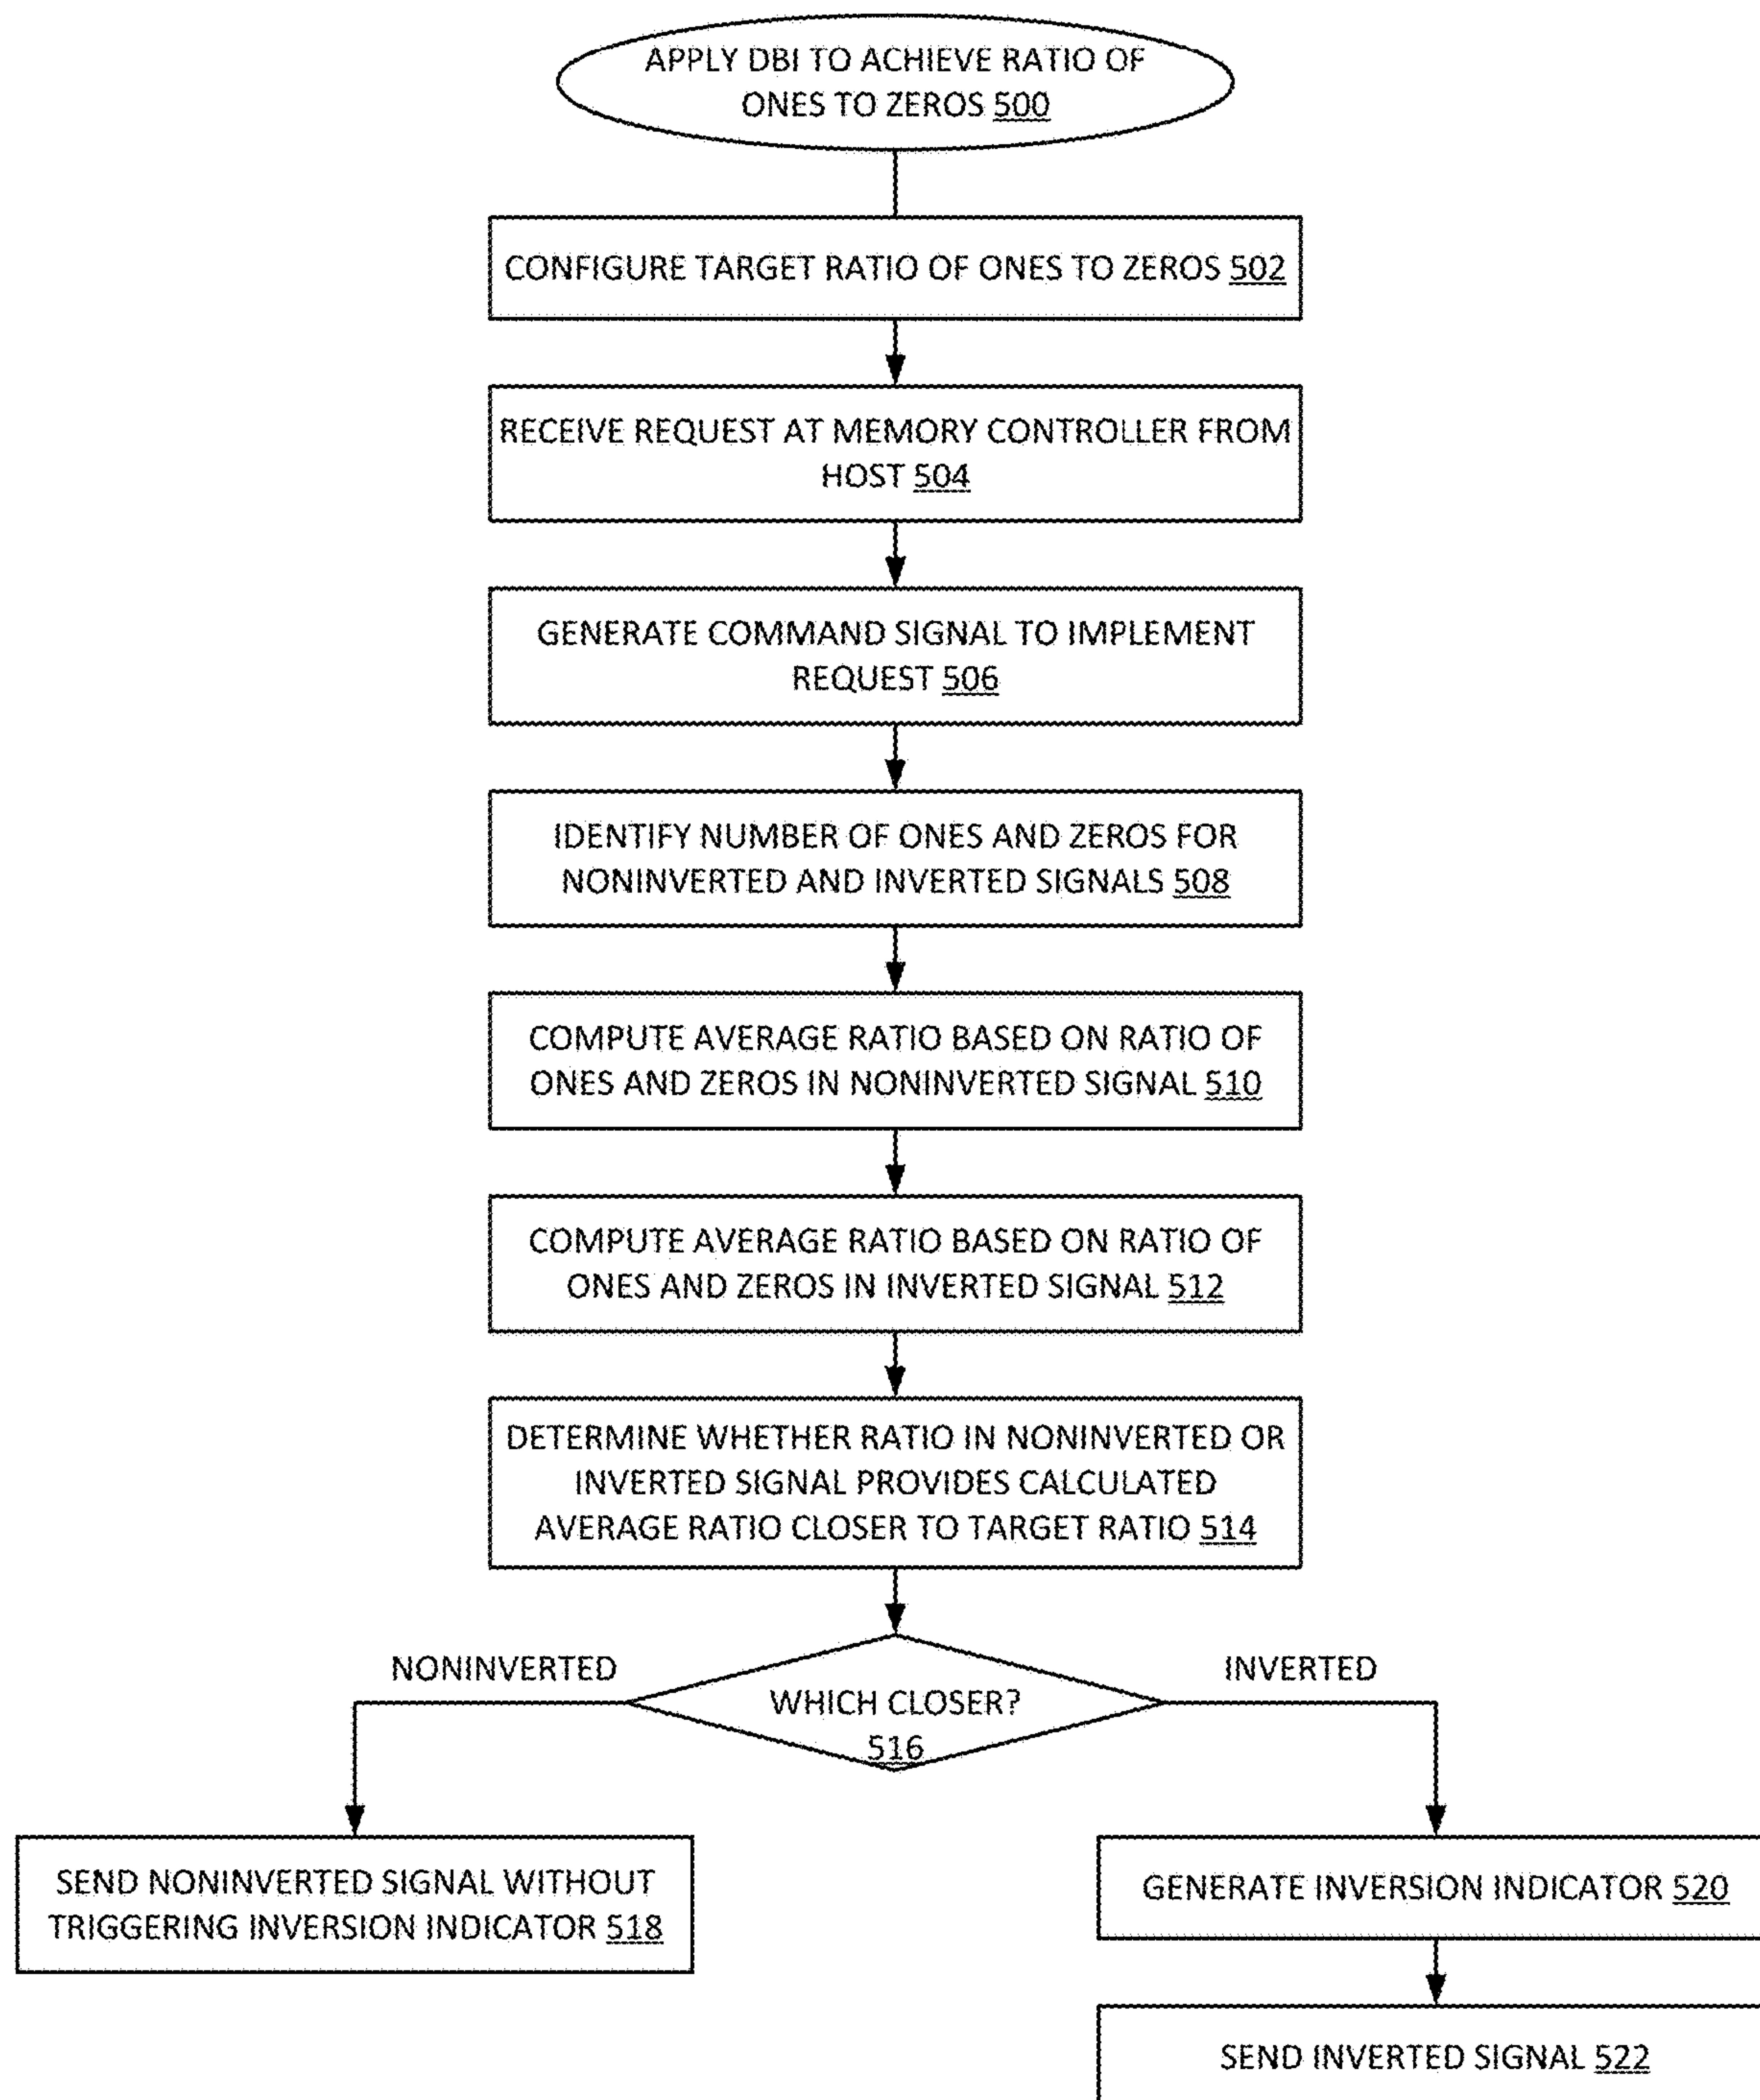 APPLY DBI TO ACHIEVE RATIO OF
ONES TO ZEROS 500
CONFIGURE TARGET RATIO OF ONES TO ZEROS 502
RECEIVE REQUEST AT MEMORY CONTROLLER FROM
HOST 504
GENERATE COMMAND SIGNAL TO IMPLEMENT
REQUEST 506
IDENTIFY NUMBER OF ONES AND ZEROS FOR
NONINVERTED AND INVERTED SIGNALS 508
COMPUTE AVERAGE RATIO BASED ON RATIO OF
ONES AND ZEROS IN NONINVERTED SIGNAL 510
COMPUTE AVERAGE RATIO BASED ON RATIO OF
ONES AND ZEROS IN INVERTED SIGNAL 512
DETERMINE WHETHER RATIO IN NONINVERTED OR
INVERTED SIGNAL PROVIDES CALCULATED
AVERAGE RATIO CLOSER TO TARGET RATIO 514
NONINVERTED
INVERTED
WHICH CLOSER?
516
SEND NONINVERTED SIGNAL WITHOUT
TRIGGERING INVERSION INDICATOR 518
GENERATE INVERSION INDICATOR 520
SEND INVERTED SIGNAL 522